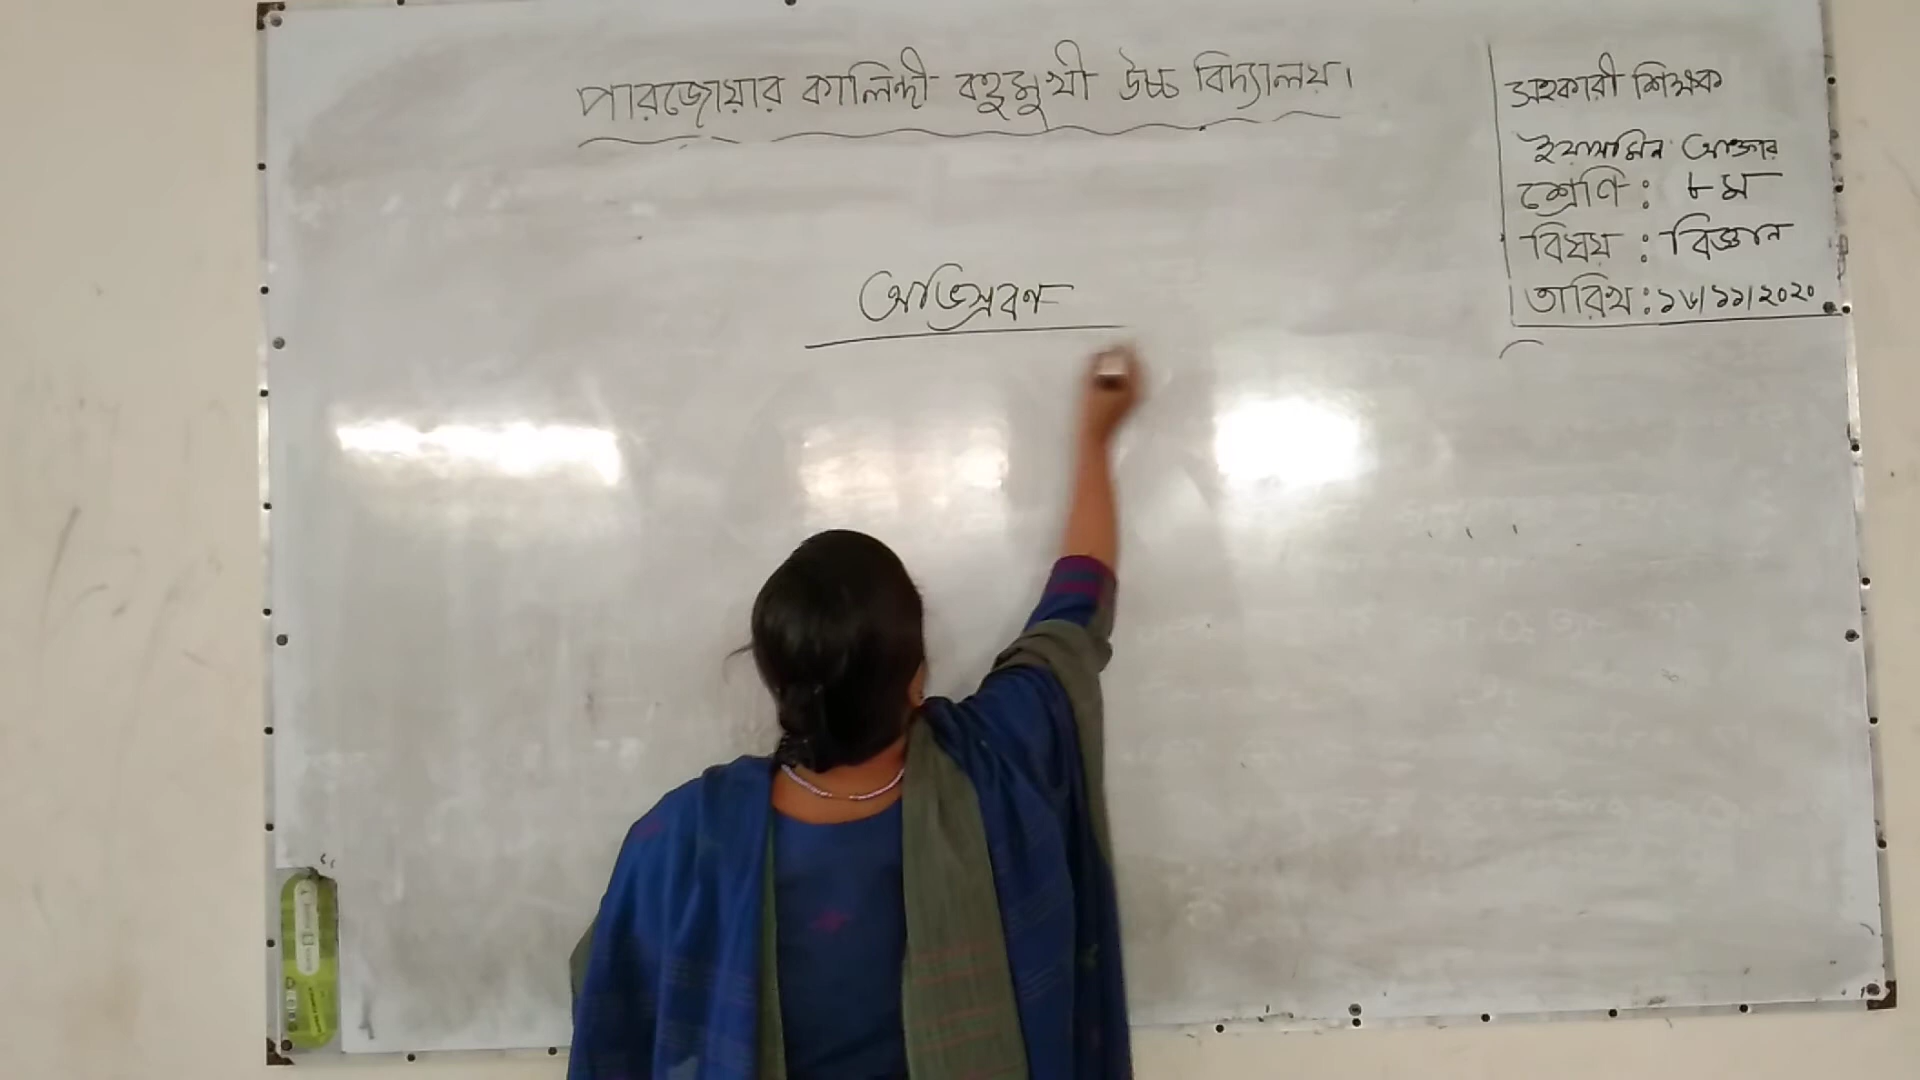 পারজোয়ার কালিন্দী বহুমুখী উচ্চ বিদ্যালয়।
সহকারী শিক্ষক
ইয়াসমিন আক্তার
শ্রেণি : ৮ম
বিষয় : বিজ্ঞান
তারিখ : ১৬/১১/২০২০
অভিস্রবণ